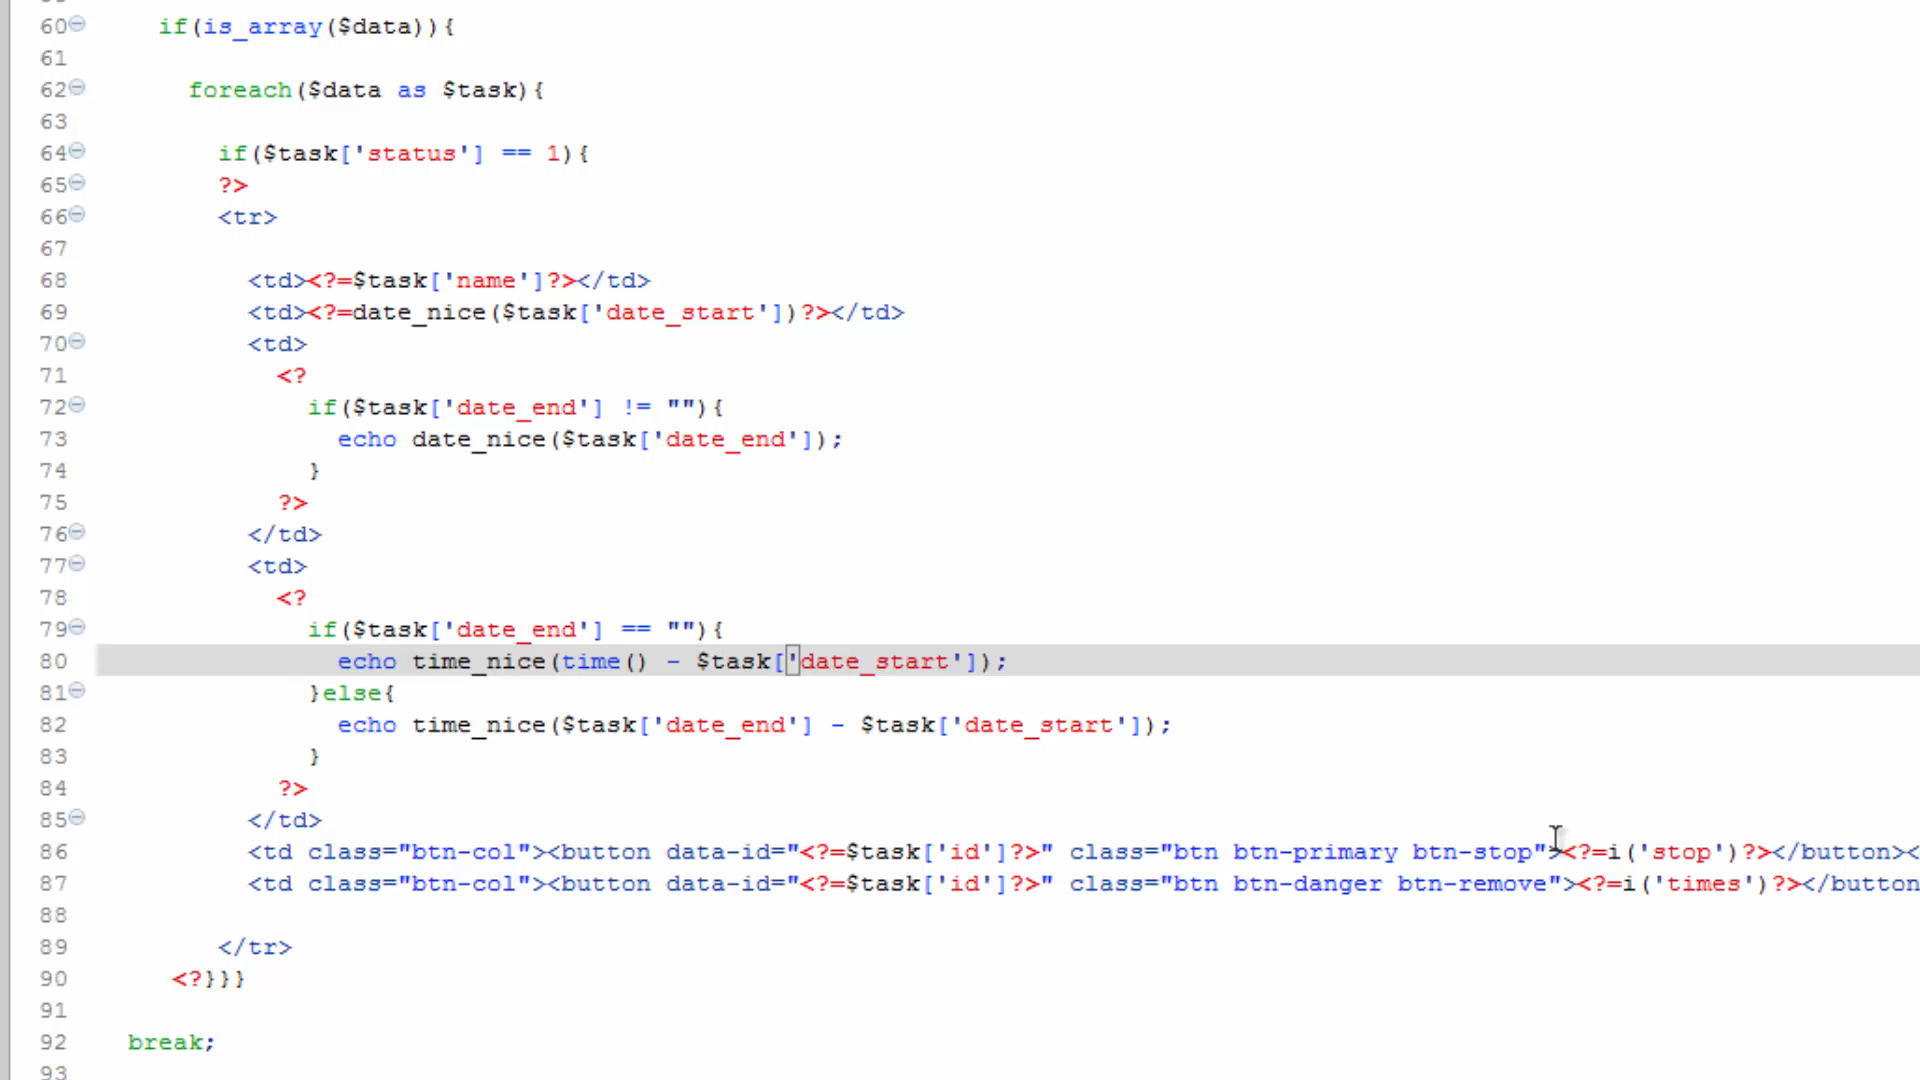 60 if(is_array($data)){
61
62 foreach($data as $task){
63
64 if($task['status'] == 1){
65 ?>
66 <tr>
67
68 <td><?=$task['name']?></td>
69 <td><?=date_nice($task['date_start'])?></td>
70 <td>
71 <?
72 if($task['date_end'] != ""){
73 echo date_nice($task['date_end']);
74 }
75 ?>
76 </td>
77 <td>
78 <?
79 if($task['date_end'] == ""){
80 echo time_nice(time() - $task['date_start']);
81 }else{
82 echo time_nice($task['date_end'] - $task['date_start']);
83 }
84 ?>
85 </td>
86 <td class="btn-col"><button data-id="<?=$task['id']?>" class="btn btn-primary btn-stop"><?=i('stop')?></button><
87 <td class="btn-col"><button data-id="<?=$task['id']?>" class="btn btn-danger btn-remove"><?=i('times')?></button
88
89 </tr>
90 <?}}}
91
92 break;
93